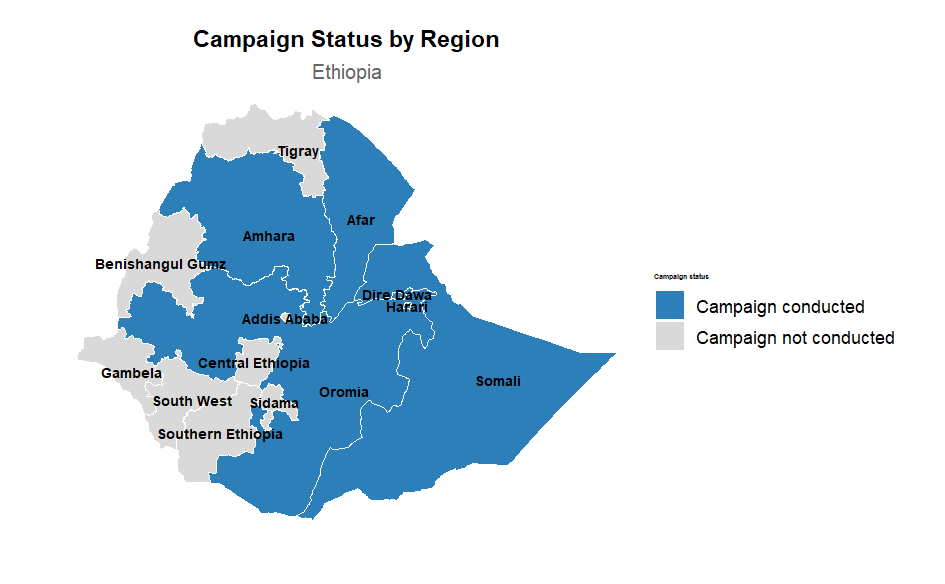 Campaign Status by Region
Ethiopia
Tigray
Afar
Amhara
Benishangul Gumz
Dire Dawa
Harari
Addis Ababa
Central Ethiopia
Gambela
Somali
Oromia
South West
Sidama
Southern Ethiopia
Campaign status
Campaign conducted
Campaign not conducted